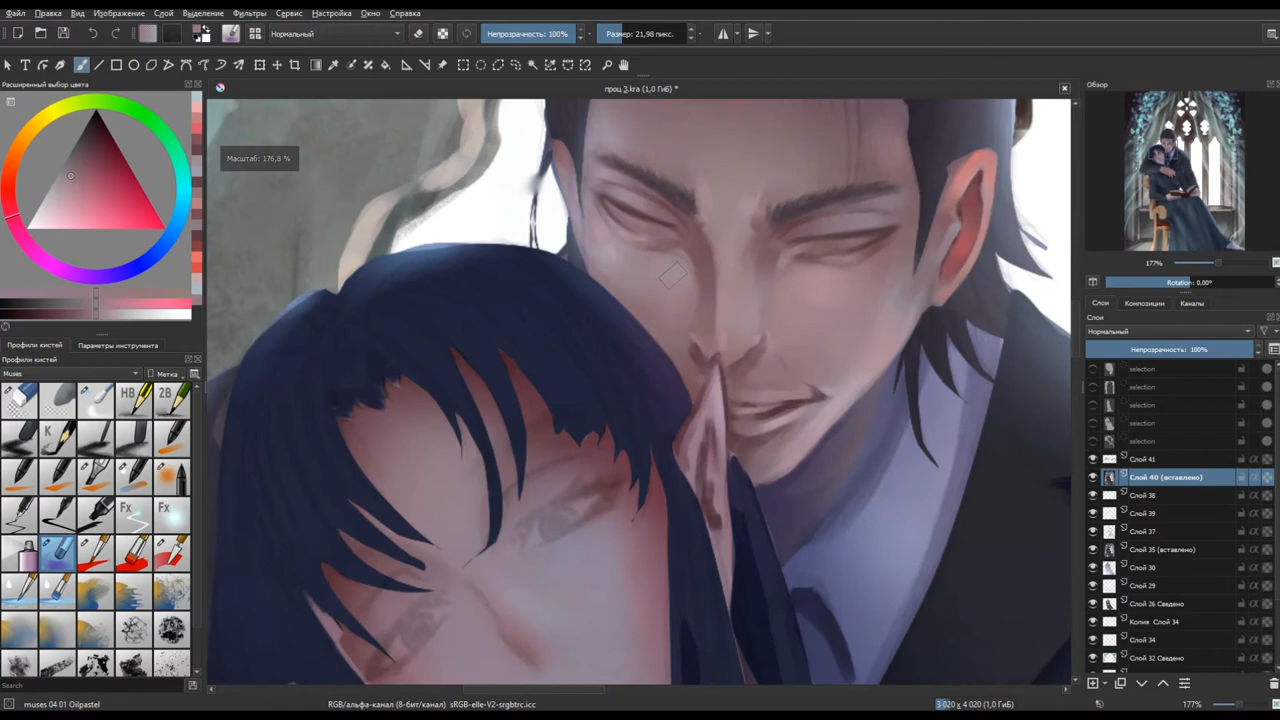 Файл Правка Вид Изображение Слой Выделение Фильтры Сервис Настройка Окно Справка
Нормальный Непрозрачность: 100% Размер: 21,98 пикс.
Расширенный выбор цвета
проц 3.kra (1,0 ГиБ) *
Обзор
Масштаб: 176,8 %
177%
Rotation: 0,00°
Слои Композиции Каналы
Слои
Нормальный
Непрозрачность: 100%
Профили кистей Параметры инструмента
Профили кистей
Muses Метка
HB 2B
K
Fx Fx
selection
selection
selection
selection
selection
Слой 41
Слой 40 (вставлено)
Слой 38
Слой 39
Слой 37
Слой 35 (вставлено)
Слой 30
Слой 29
Слой 26 Сведено
Копия Слой 34
Слой 34
Слой 32 Сведено
Search
muses 04 01 Oilpastel RGB/альфа-канал (8-бит/канал) sRGB-elle-V2-srgbtrc.icc 3 020 x 4 020 (1,0 ГиБ) 177%